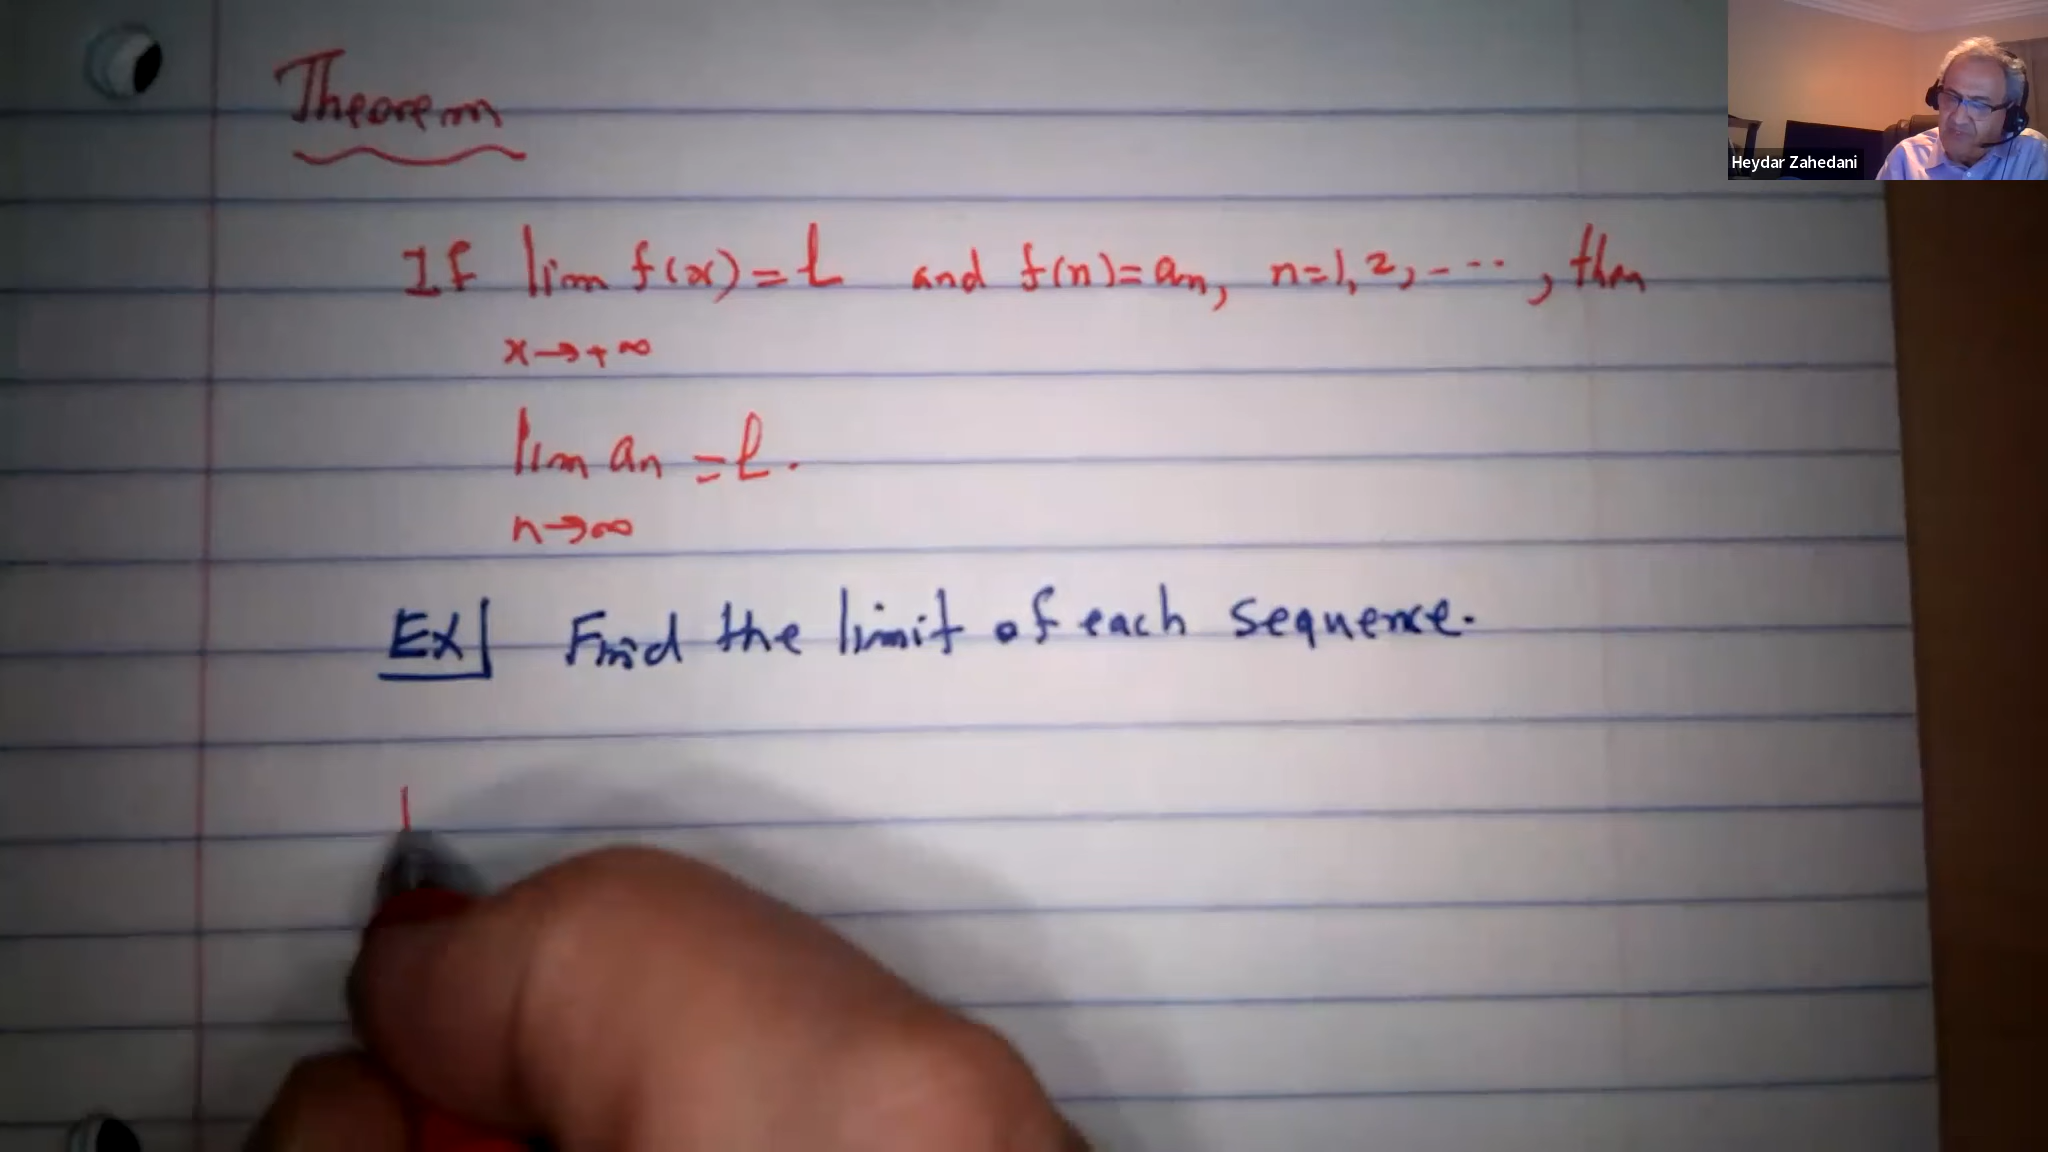 Theorem
Heydar Zahedani
If lim f(x) = L and f(n) = an, n=1, 2, - ··· , then
x→+∞
lim an = L.
n→∞
Ex Find the limit of each sequence.